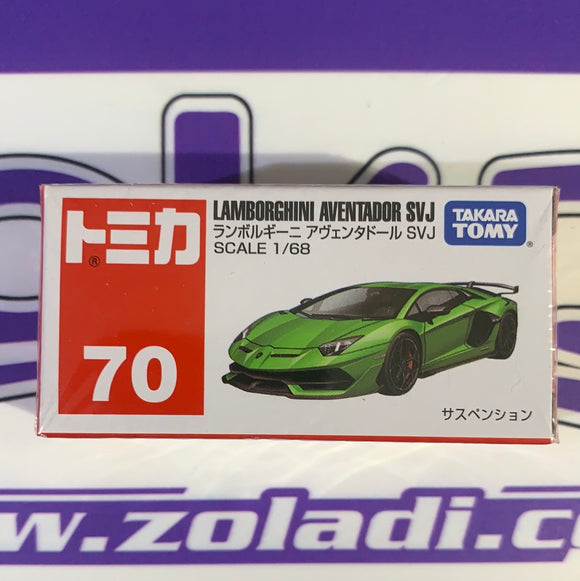 トミカ
®
70
LAMBORGHINI AVENTADOR SVJ
ランボルギーニ アヴェンタドール SVJ
SCALE 1/68
TAKARA
TOMY
®
サスペンション
w.zoladi.c